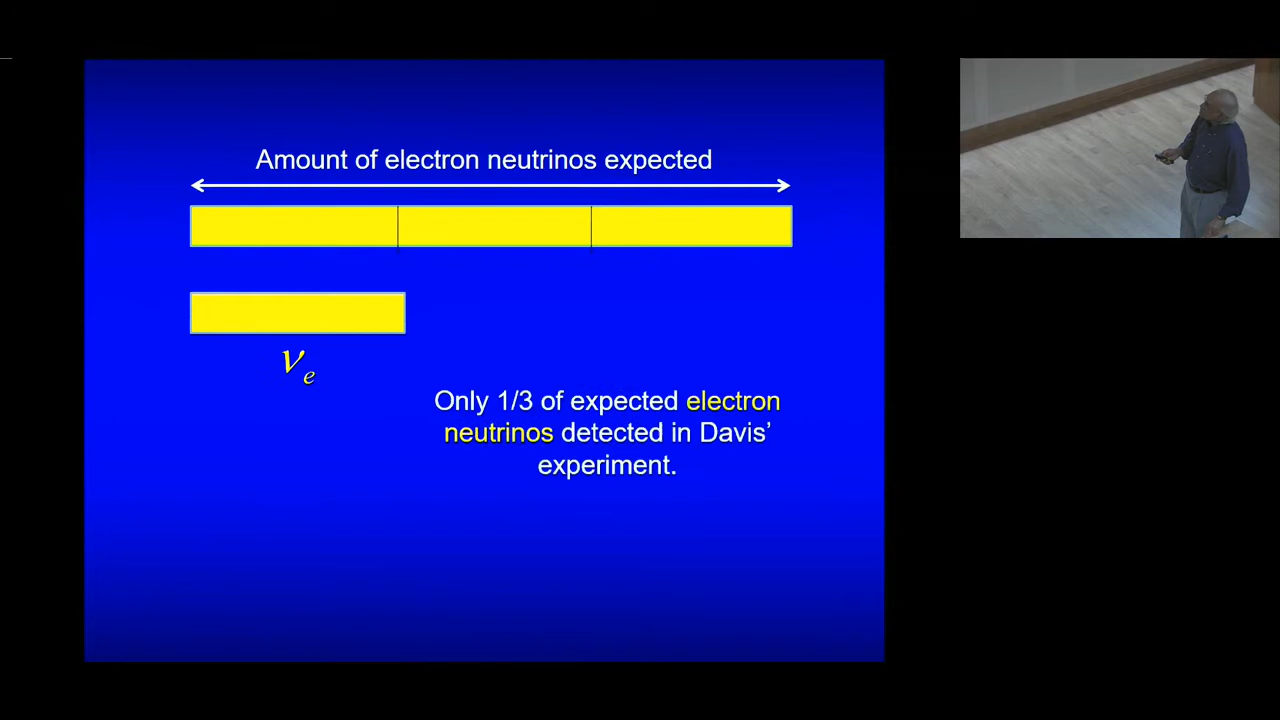 Amount of electron neutrinos expected
νe
Only 1/3 of expected electron
neutrinos detected in Davis’
experiment.